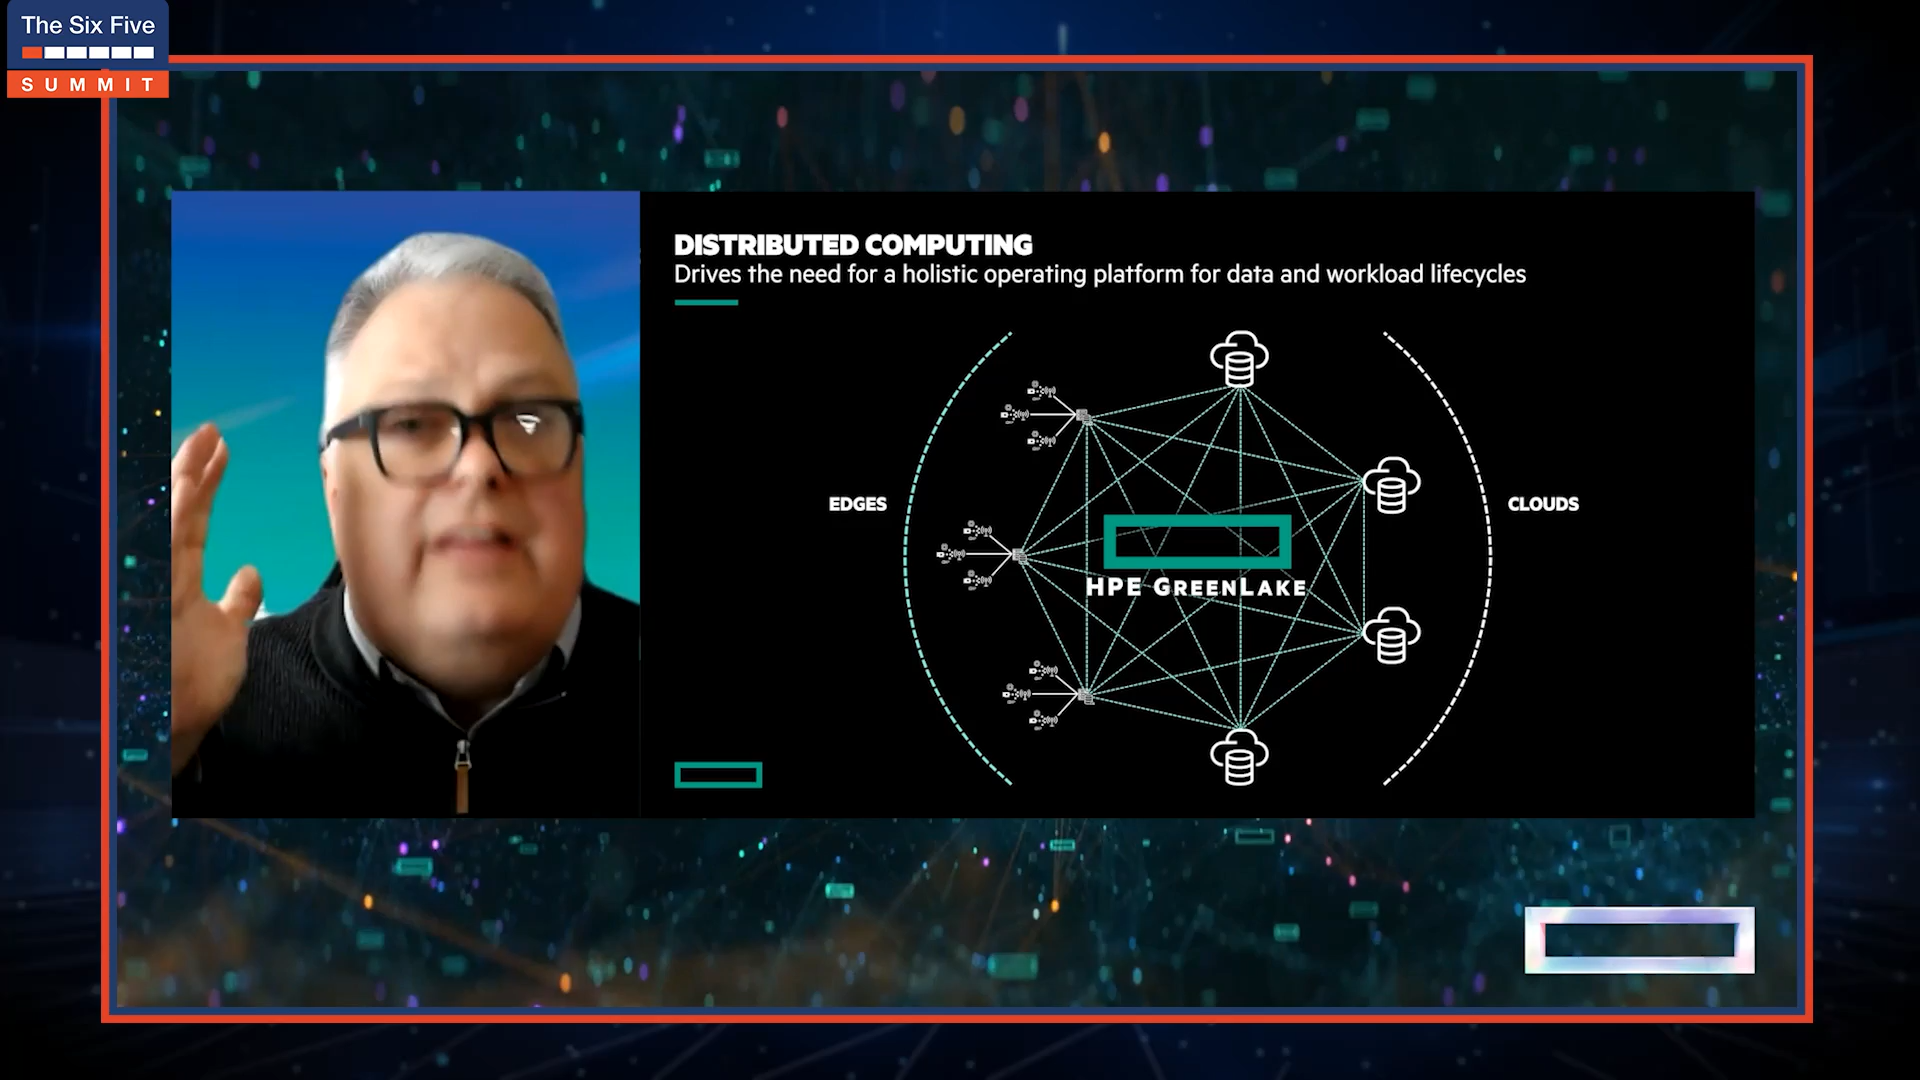 The Six Five
SUMMIT
DISTRIBUTED COMPUTING
Drives the need for a holistic operating platform for data and workload lifecycles
EDGES
CLOUDS
HPE GREENLAKE